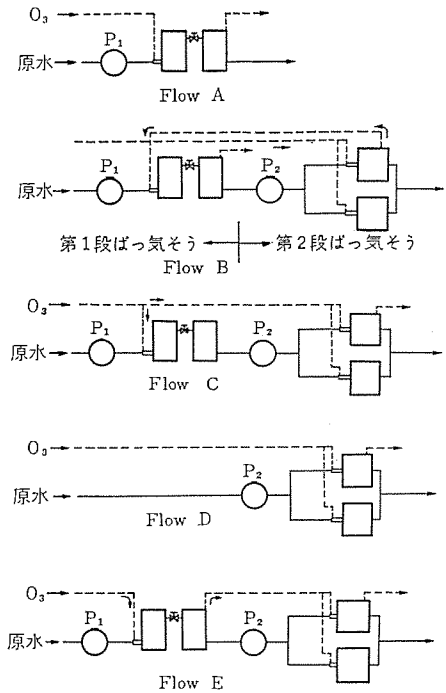 O₃
P₁
原水
Flow A
P₁
P₂
原水
第1段ばっ気そう
第2段ばっ気そう
Flow B
O₃
P₁
P₂
原水
Flow C
O₃
P₂
原水
Flow D
O₃
P₁
P₂
原水
Flow E